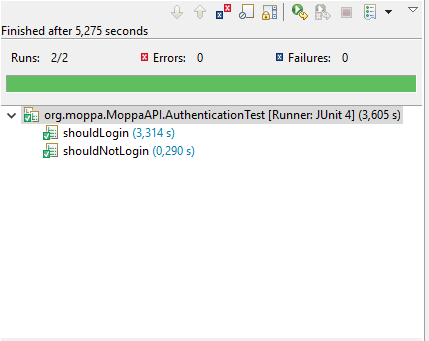 Finished after 5,275 seconds
Runs: 2/2 Errors: 0 Failures: 0
org.moppa.MoppaAPI.AuthenticationTest [Runner: JUnit 4] (3,605 s)
shouldLogin (3,314 s)
shouldNotLogin (0,290 s)